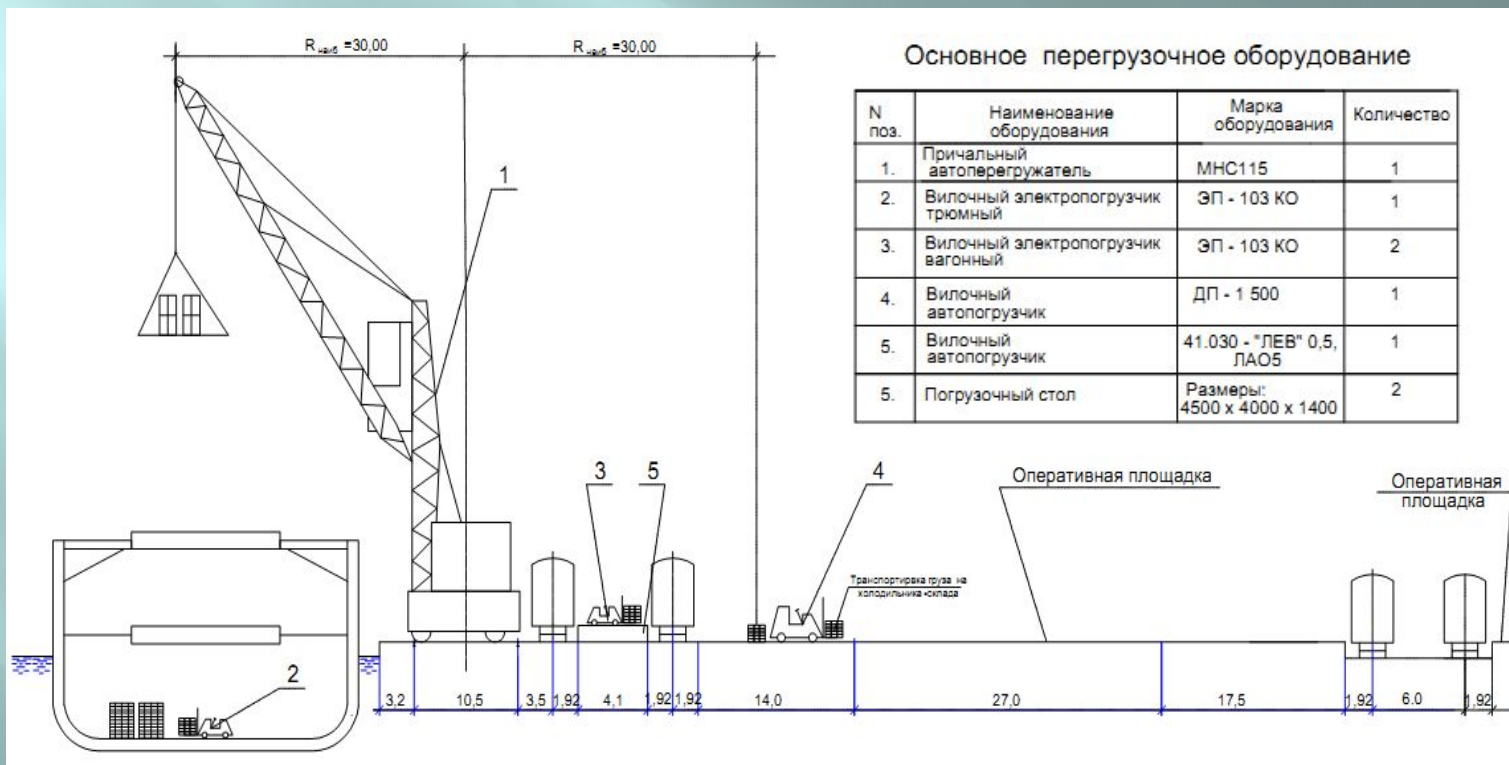 R наиб =30,00
R наиб =30,00
Основное перегрузочное оборудование
N поз.
Наименование оборудования
Марка оборудования
Количество
1.
Причальный автоперегружатель
МНС115
1
2.
Вилочный электропогрузчик трюмный
ЭП - 103 КО
1
3.
Вилочный электропогрузчик вагонный
ЭП - 103 КО
2
4.
Вилочный автопогрузчик
ДП - 1 500
1
5.
Вилочный автопогрузчик
41.030 - "ЛЕВ" 0,5, ЛАО5
1
5.
Погрузочный стол
Размеры: 4500 х 4000 х 1400
2
1
3
5
4
2
Оперативная площадка
Оперативная
площадка
Транспортирвка груза на
холодильника -склада
3,2
10,5
3,5
1,92
4,1
1,92
1,92
14,0
27,0
17,5
1,92
6.0
1,92